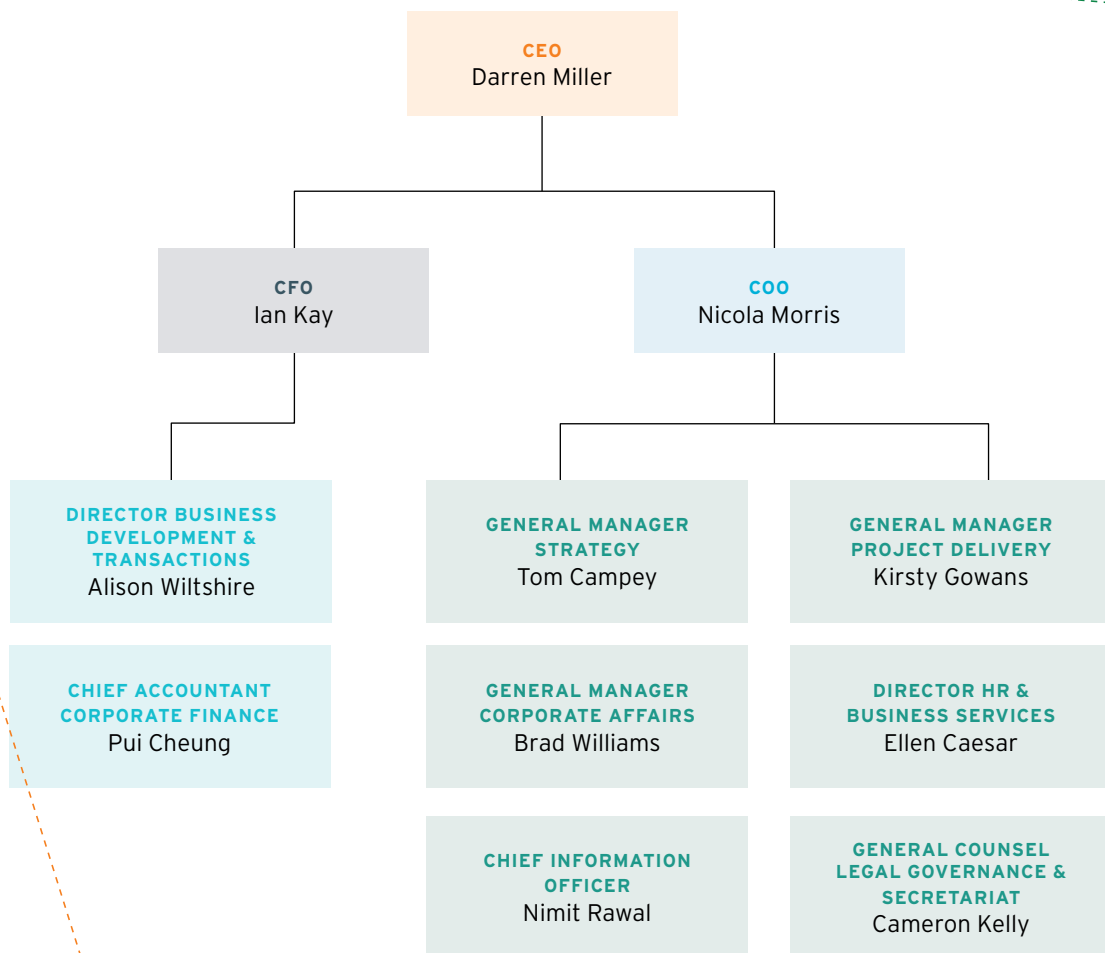 CEO
Darren Miller
CFO
Ian Kay
COO
Nicola Morris
DIRECTOR BUSINESS
DEVELOPMENT &
TRANSACTIONS
Alison Wiltshire
GENERAL MANAGER
STRATEGY
Tom Campey
GENERAL MANAGER
PROJECT DELIVERY
Kirsty Gowans
CHIEF ACCOUNTANT
CORPORATE FINANCE
Pui Cheung
GENERAL MANAGER
CORPORATE AFFAIRS
Brad Williams
DIRECTOR HR &
BUSINESS SERVICES
Ellen Caesar
CHIEF INFORMATION
OFFICER
Nimit Rawal
GENERAL COUNSEL
LEGAL GOVERNANCE &
SECRETARIAT
Cameron Kelly